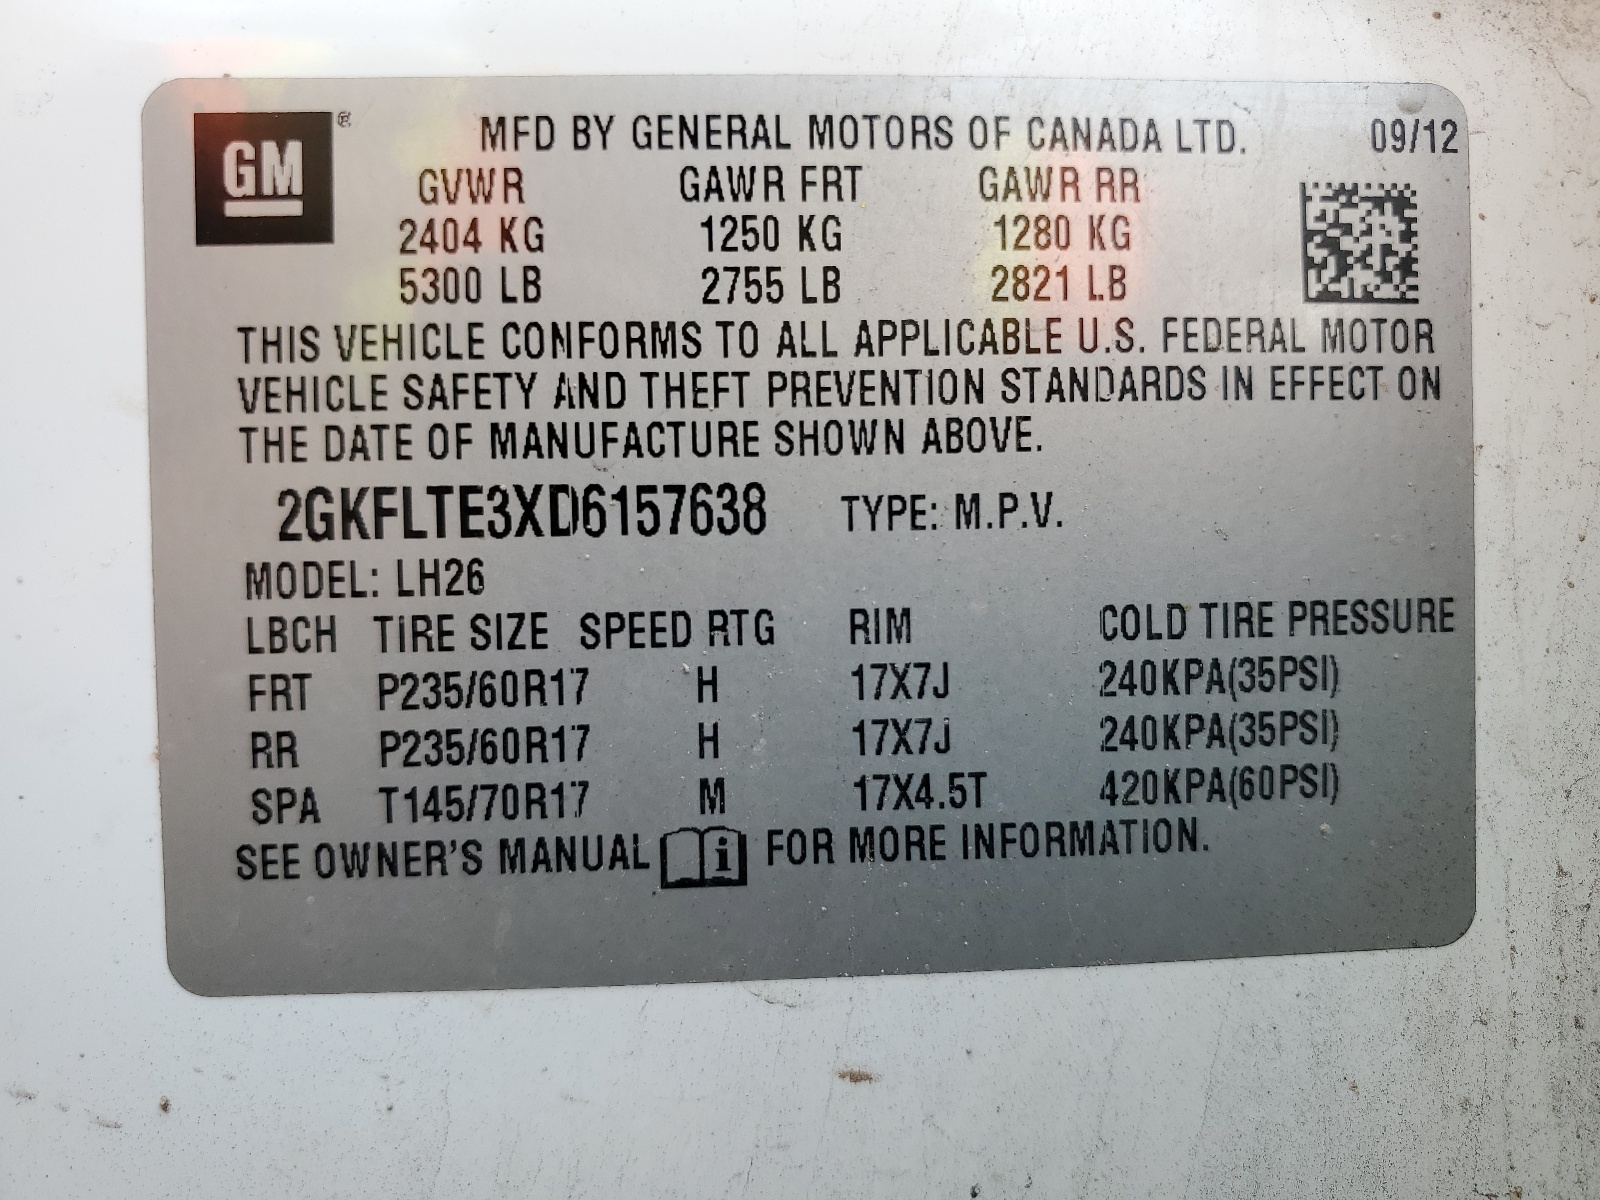 GM ® MFD BY GENERAL MOTORS OF CANADA LTD. 09/12
GVWR GAWR FRT GAWR RR
2404 KG 1250 KG 1280 KG
5300 LB 2755 LB 2821 LB
THIS VEHICLE CONFORMS TO ALL APPLICABLE U.S. FEDERAL MOTOR
VEHICLE SAFETY AND THEFT PREVENTION STANDARDS IN EFFECT ON
THE DATE OF MANUFACTURE SHOWN ABOVE.
2GKFLTE3XD6157638 TYPE: M.P.V.
MODEL: LH26
LBCH TIRE SIZE SPEED RTG RIM COLD TIRE PRESSURE
FRT P235/60R17 H 17X7J 240KPA(35PSI)
RR P235/60R17 H 17X7J 240KPA(35PSI)
SPA T145/70R17 M 17X4.5T 420KPA(60PSI)
SEE OWNER'S MANUAL i FOR MORE INFORMATION.